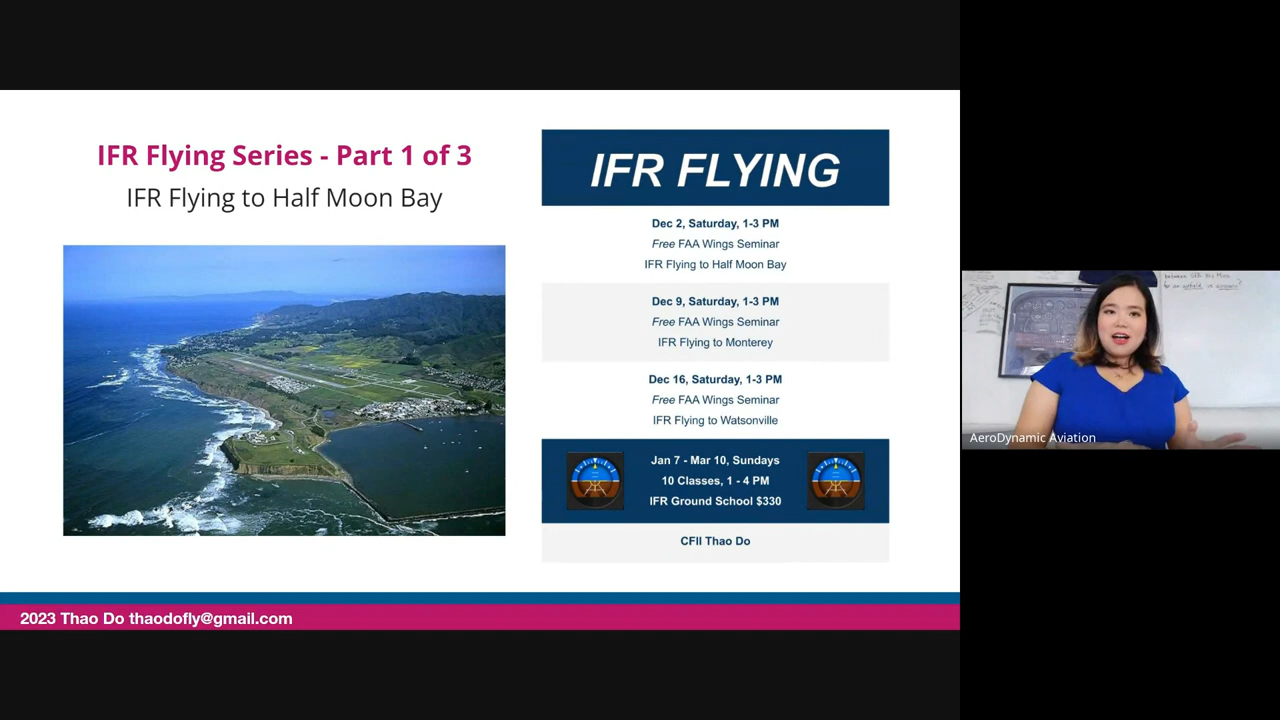 IFR Flying Series - Part 1 of 3
IFR Flying to Half Moon Bay
IFR FLYING
Dec 2, Saturday, 1-3 PM
Free FAA Wings Seminar
IFR Flying to Half Moon Bay
Dec 9, Saturday, 1-3 PM
Free FAA Wings Seminar
IFR Flying to Monterey
Dec 16, Saturday, 1-3 PM
Free FAA Wings Seminar
IFR Flying to Watsonville
Jan 7 - Mar 10, Sundays
10 Classes, 1 - 4 PM
IFR Ground School $330
CFII Thao Do
2023 Thao Do thaodofly@gmail.com
AeroDynamic Aviation